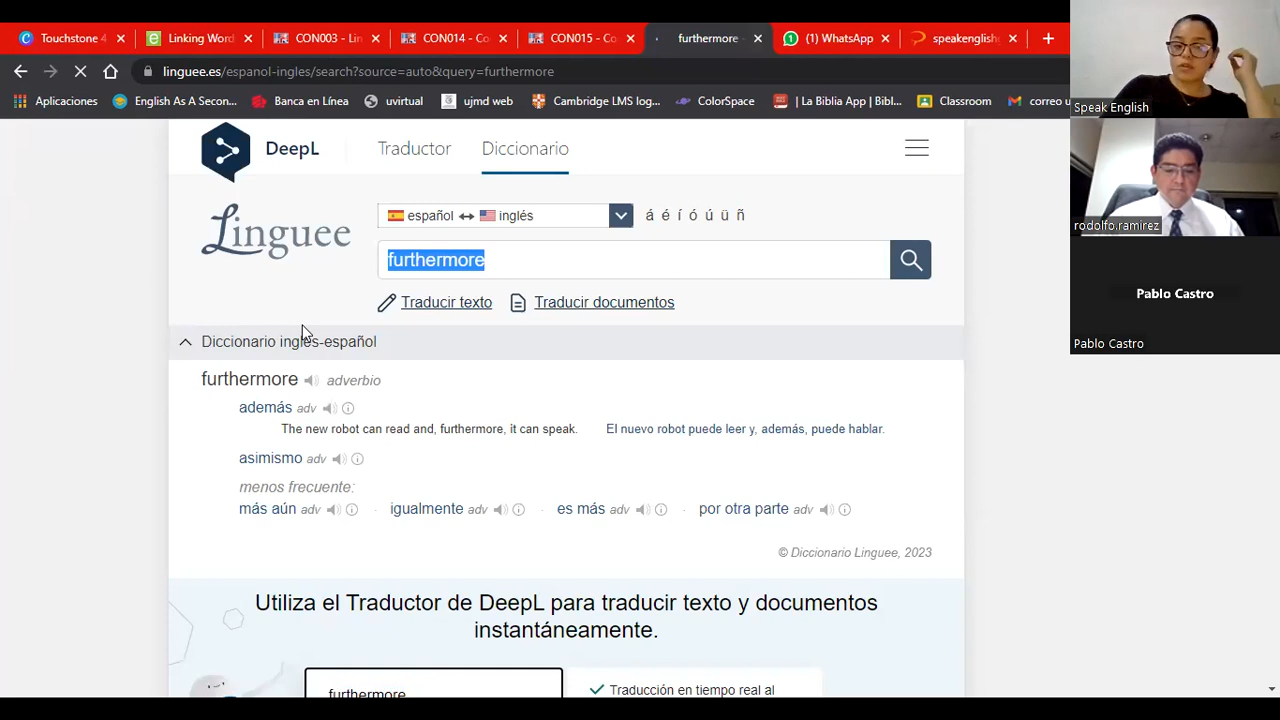 Touchstone 4
Linking Word
CON003 - Lin
CON014 - Co
CON015 - Co
furthermore -
(1) WhatsApp
speakenglish
linguee.es/espanol-ingles/search?source=auto&query=furthermore
Aplicaciones
English As A Secon...
Banca en Línea
uvirtual
ujmd web
Cambridge LMS log...
ColorSpace
| La Biblia App | Bibl...
Classroom
correo u
Speak English
rodolfo.ramirez
Pablo Castro
Pablo Castro
DeepL
Traductor
Diccionario
Linguee
español ↔ inglés
á é í ó ú ü ñ
furthermore
Traducir texto
Traducir documentos
Diccionario inglés-español
furthermore adverbio
además adv
The new robot can read and, furthermore, it can speak. El nuevo robot puede leer y, además, puede hablar.
asimismo adv
menos frecuente:
más aún adv · igualmente adv · es más adv · por otra parte adv
© Diccionario Linguee, 2023
Utiliza el Traductor de DeepL para traducir texto y documentos
instantáneamente.
furthermore
Traducción en tiempo real al